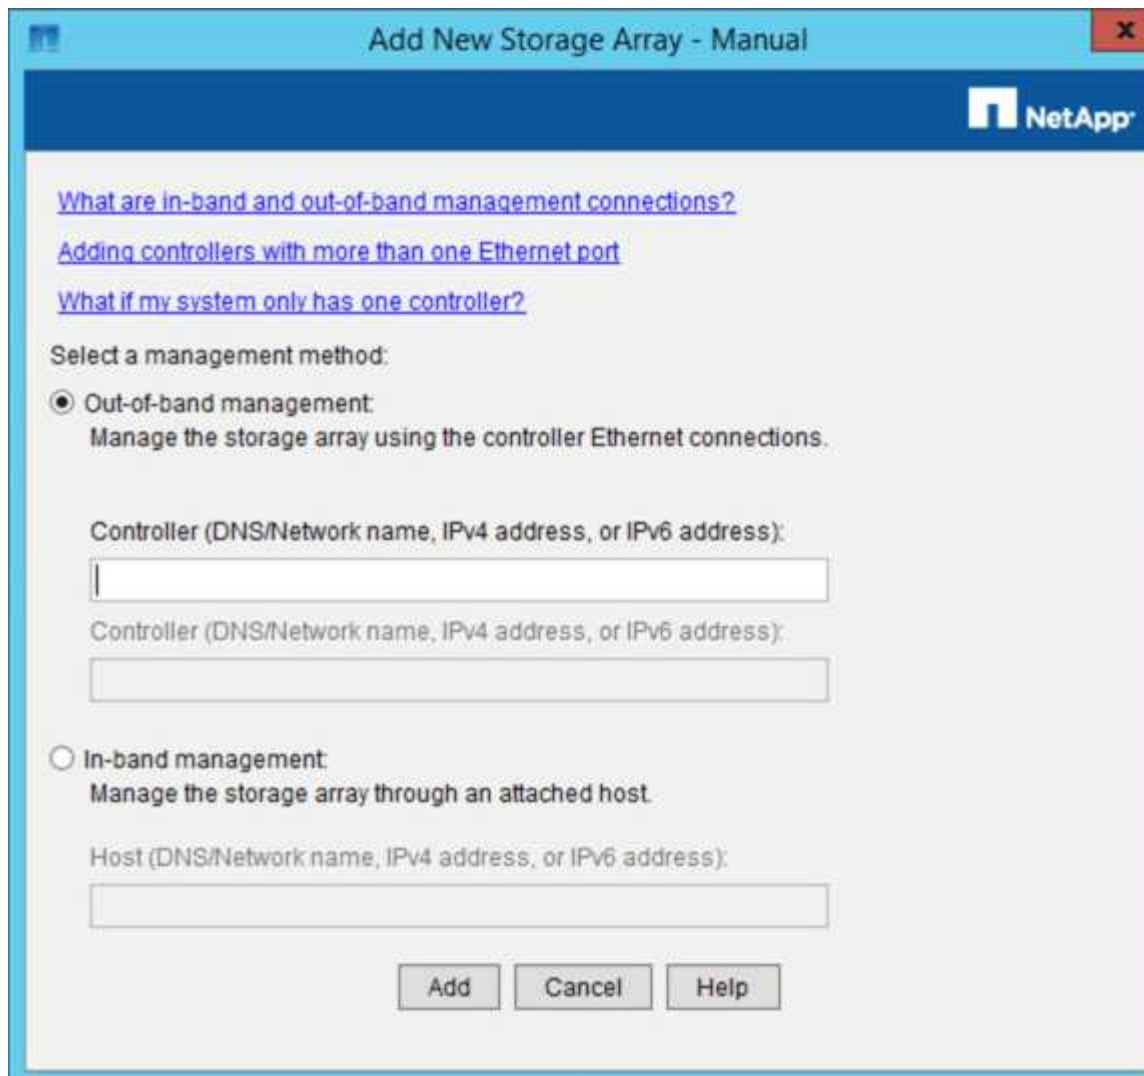 Add New Storage Array - Manual
x
NetApp
What are in-band and out-of-band management connections?
Adding controllers with more than one Ethernet port
What if my system only has one controller?
Select a management method:
Out-of-band management:
Manage the storage array using the controller Ethernet connections.
Controller (DNS/Network name, IPv4 address, or IPv6 address):
Controller (DNS/Network name, IPv4 address, or IPv6 address):
In-band management:
Manage the storage array through an attached host.
Host (DNS/Network name, IPv4 address, or IPv6 address):
Add Cancel Help